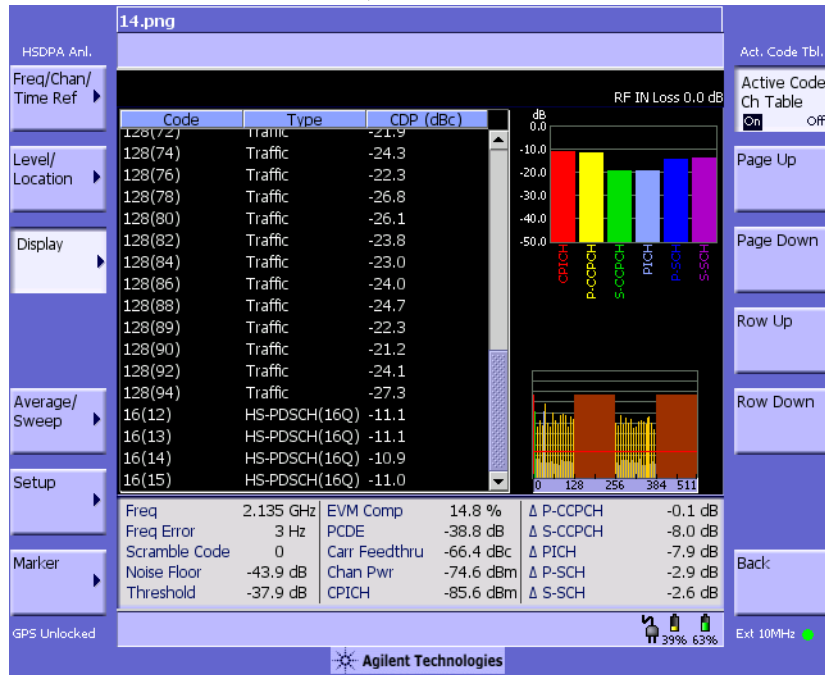 14.png
HSDPA Anl.
Act. Code Tbl.
Freq/Chan/
Time Ref
Level/
Location
Display
Average/
Sweep
Setup
Marker
GPS Unlocked
RF IN Loss 0.0 dB
Code Type CDP (dBc)
128(72) Traffic -21.9
128(74) Traffic -24.3
128(76) Traffic -22.3
128(78) Traffic -26.8
128(80) Traffic -26.1
128(82) Traffic -23.8
128(84) Traffic -23.0
128(86) Traffic -24.0
128(88) Traffic -24.7
128(89) Traffic -22.3
128(90) Traffic -21.2
128(92) Traffic -24.1
128(94) Traffic -27.3
16(12) HS-PDSCH(16Q) -11.1
16(13) HS-PDSCH(16Q) -11.1
16(14) HS-PDSCH(16Q) -10.9
16(15) HS-PDSCH(16Q) -11.0
dB
0.0
-10.0
-20.0
-30.0
-40.0
-50.0
CPICH
P-CCPCH
S-CCPCH
PICH
P-SCH
S-SCH
0 128 256 384 511
Freq 2.135 GHz EVM Comp 14.8 % Δ P-CCPCH -0.1 dB
Freq Error 3 Hz PCDE -38.8 dB Δ S-CCPCH -8.0 dB
Scramble Code 0 Carr Feedthru -66.4 dBc Δ PICH -7.9 dB
Noise Floor -43.9 dB Chan Pwr -74.6 dBm Δ P-SCH -2.9 dB
Threshold -37.9 dB CPICH -85.6 dBm Δ S-SCH -2.6 dB
39% 63%
Agilent Technologies
Active Code
Ch Table
On Off
Page Up
Page Down
Row Up
Row Down
Back
Ext 10MHz